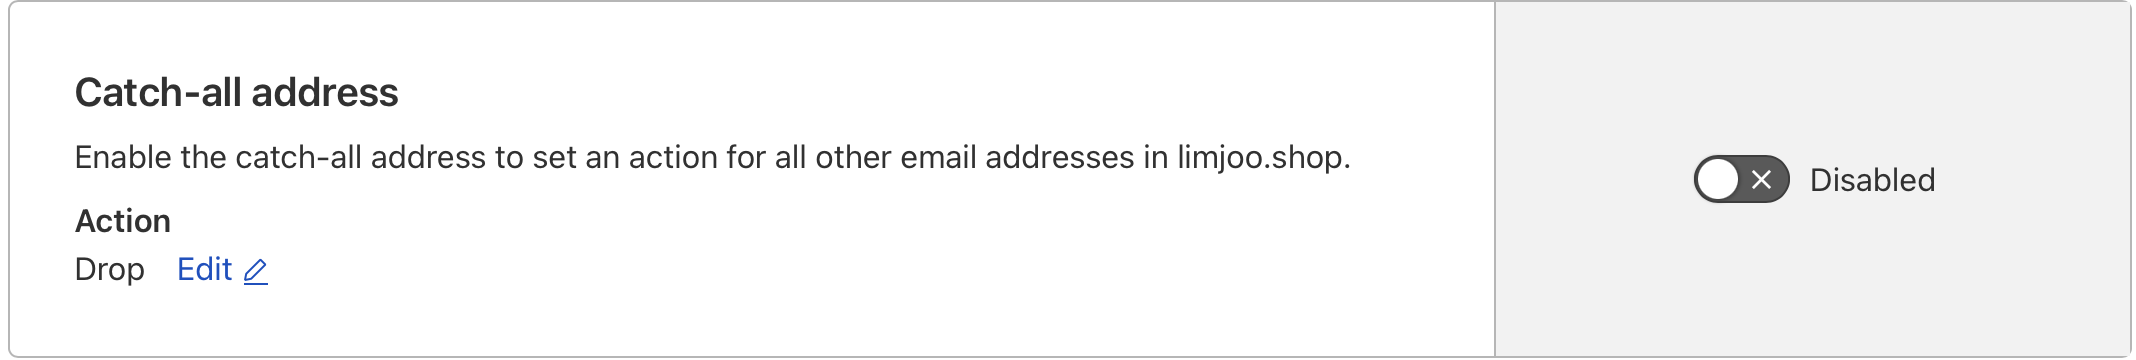 Catch-all address
Enable the catch-all address to set an action for all other email addresses in limjoo.shop.
Disabled
Action
Drop Edit